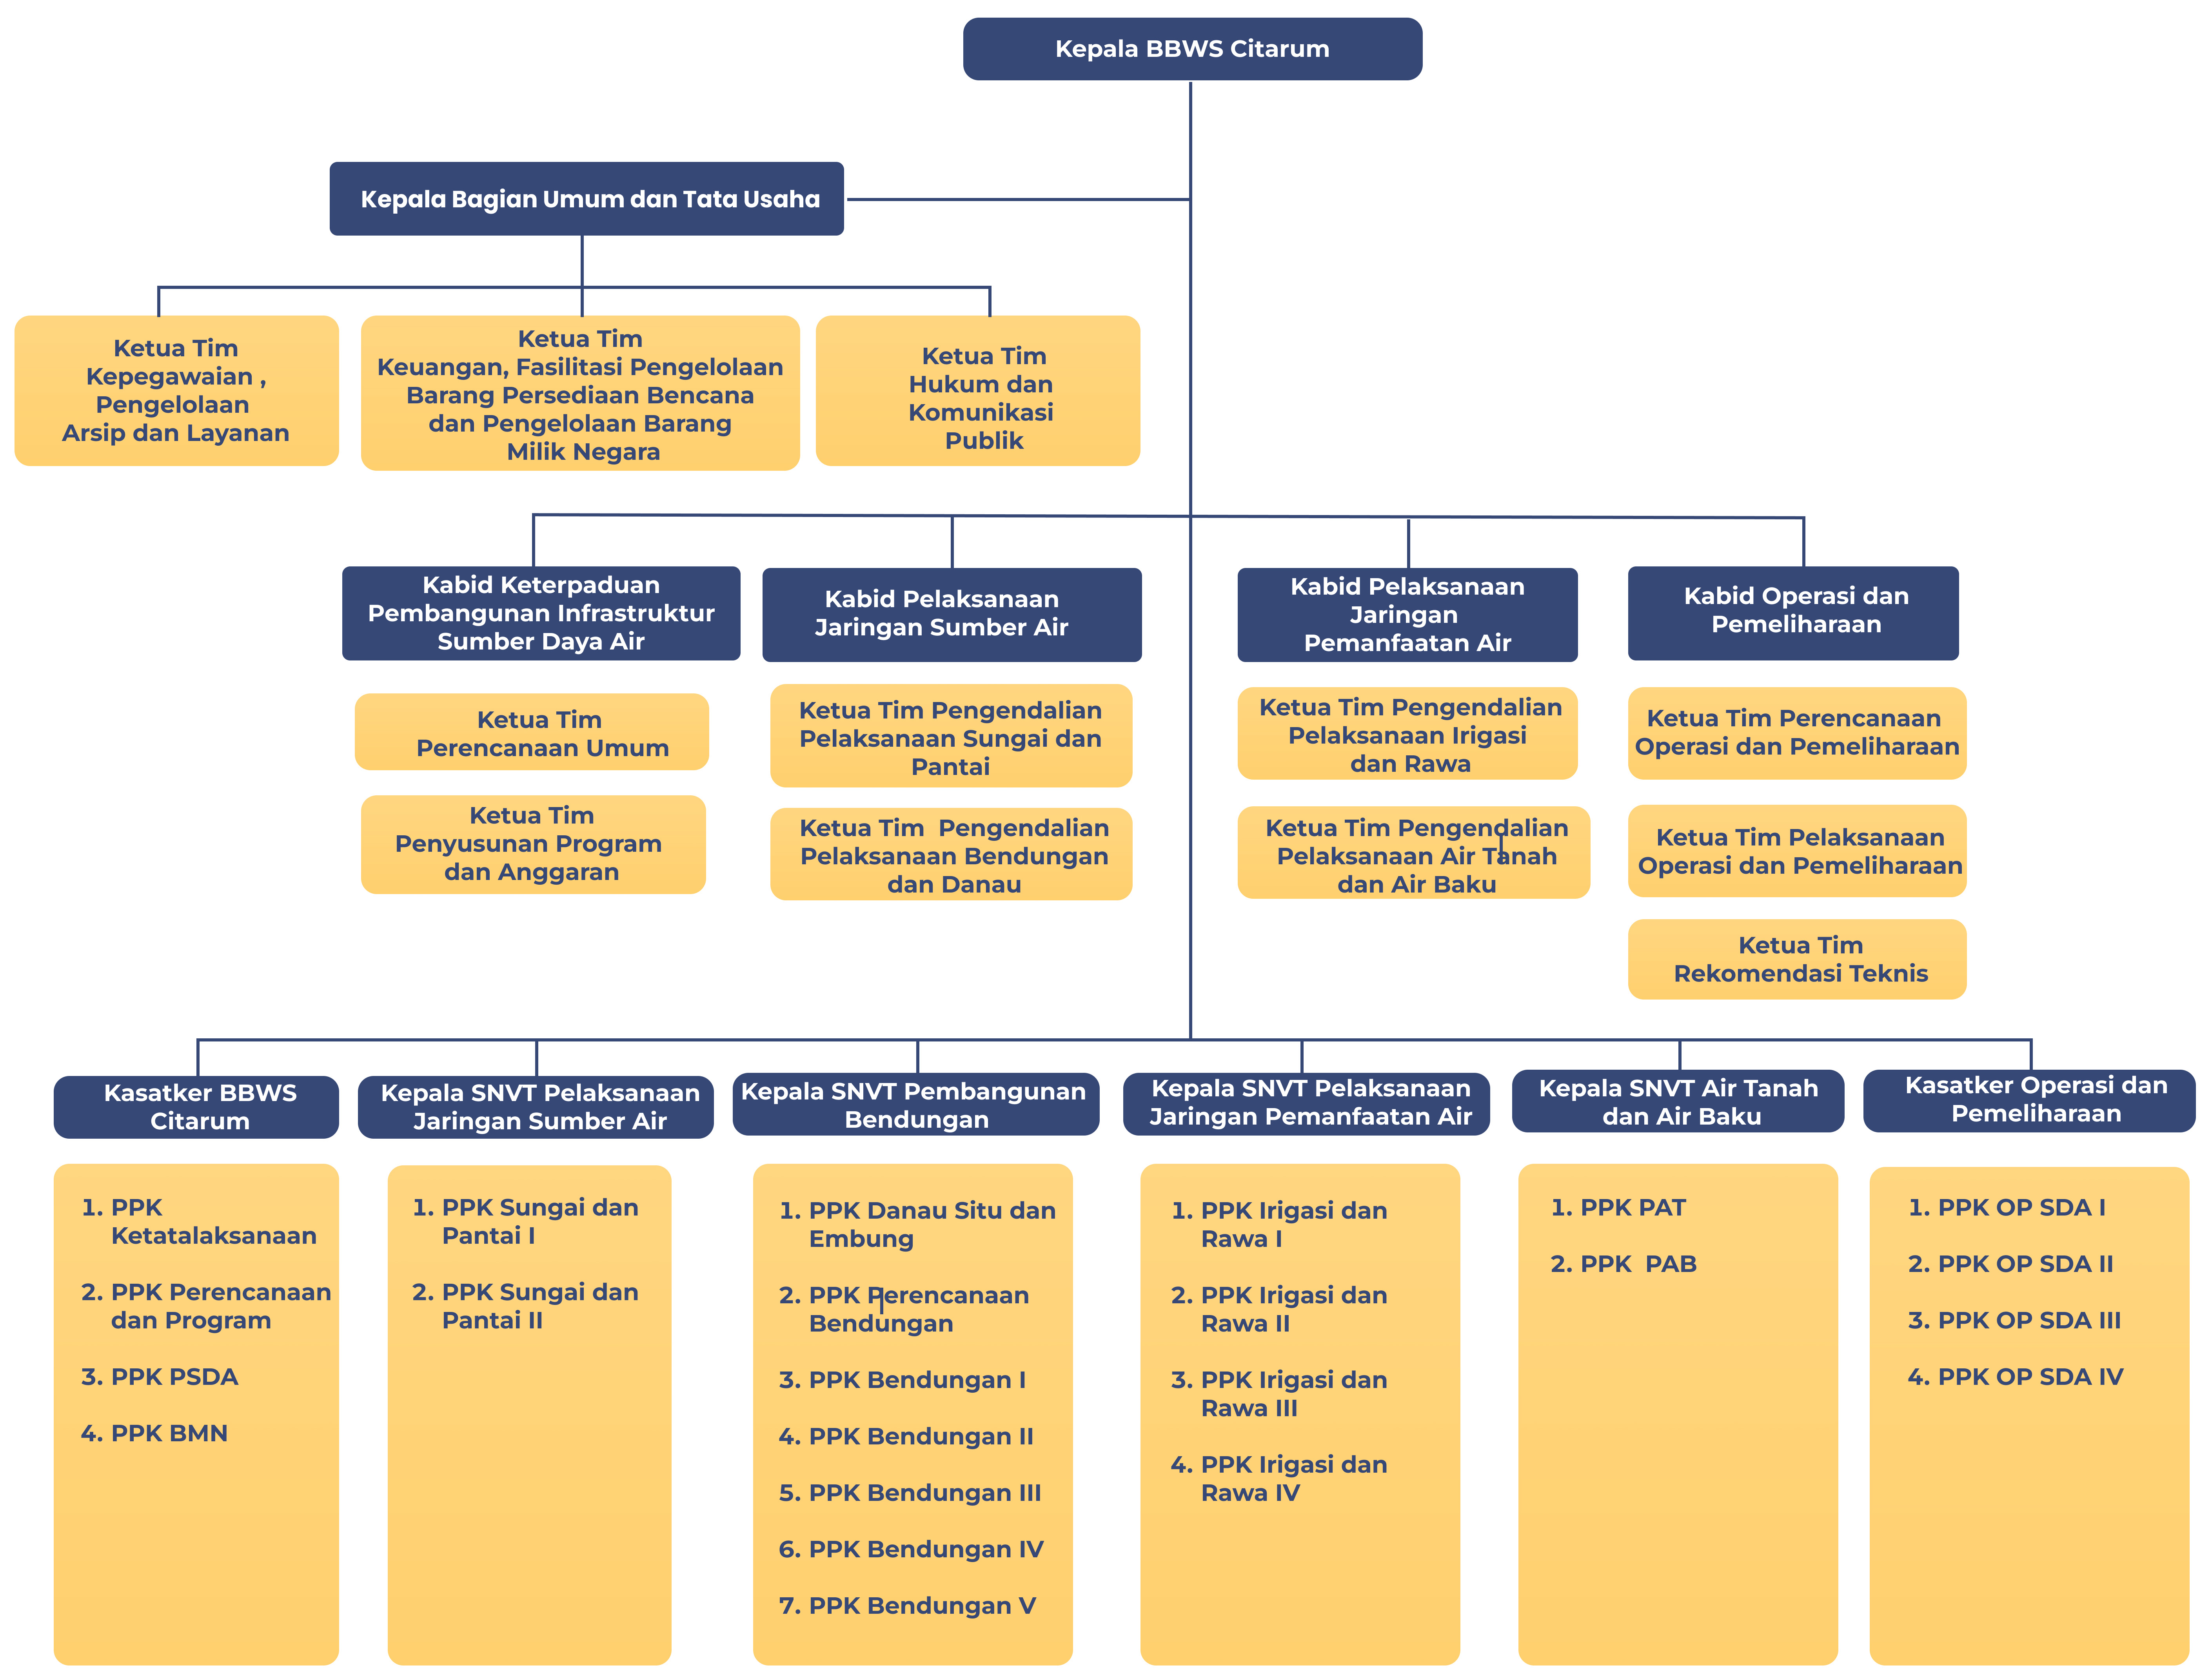 Kepala BBWS Citarum
Kepala Bagian Umum dan Tata Usaha
Ketua Tim
Kepegawaian ,
Pengelolaan
Arsip dan Layanan
Ketua Tim
Keuangan, Fasilitasi Pengelolaan
Barang Persediaan Bencana
dan Pengelolaan Barang
Milik Negara
Ketua Tim
Hukum dan
Komunikasi
Publik
Kabid Keterpaduan
Pembangunan Infrastruktur
Sumber Daya Air
Ketua Tim
Perencanaan Umum
Ketua Tim
Penyusunan Program
dan Anggaran
Kabid Pelaksanaan
Jaringan Sumber Air
Ketua Tim Pengendalian
Pelaksanaan Sungai dan
Pantai
Ketua Tim  Pengendalian
Pelaksanaan Bendungan
dan Danau
Kabid Pelaksanaan
Jaringan
Pemanfaatan Air
Ketua Tim Pengendalian
Pelaksanaan Irigasi
dan Rawa
Ketua Tim Pengendalian
Pelaksanaan Air Tanah
dan Air Baku
Kabid Operasi dan
Pemeliharaan
Ketua Tim Perencanaan
Operasi dan Pemeliharaan
Ketua Tim Pelaksanaan
Operasi dan Pemeliharaan
Ketua Tim
Rekomendasi Teknis
Kasatker BBWS
Citarum
1. PPK
Ketatalaksanaan
2. PPK Perencanaan
dan Program
3. PPK PSDA
4. PPK BMN
Kepala SNVT Pelaksanaan
Jaringan Sumber Air
1. PPK Sungai dan
Pantai I
2. PPK Sungai dan
Pantai II
Kepala SNVT Pembangunan
Bendungan
1. PPK Danau Situ dan
Embung
2. PPK Perencanaan
Bendungan
3. PPK Bendungan I
4. PPK Bendungan II
5. PPK Bendungan III
6. PPK Bendungan IV
7. PPK Bendungan V
Kepala SNVT Pelaksanaan
Jaringan Pemanfaatan Air
1. PPK Irigasi dan
Rawa I
2. PPK Irigasi dan
Rawa II
3. PPK Irigasi dan
Rawa III
4. PPK Irigasi dan
Rawa IV
Kepala SNVT Air Tanah
dan Air Baku
1. PPK PAT
2. PPK  PAB
Kasatker Operasi dan
Pemeliharaan
1. PPK OP SDA I
2. PPK OP SDA II
3. PPK OP SDA III
4. PPK OP SDA IV